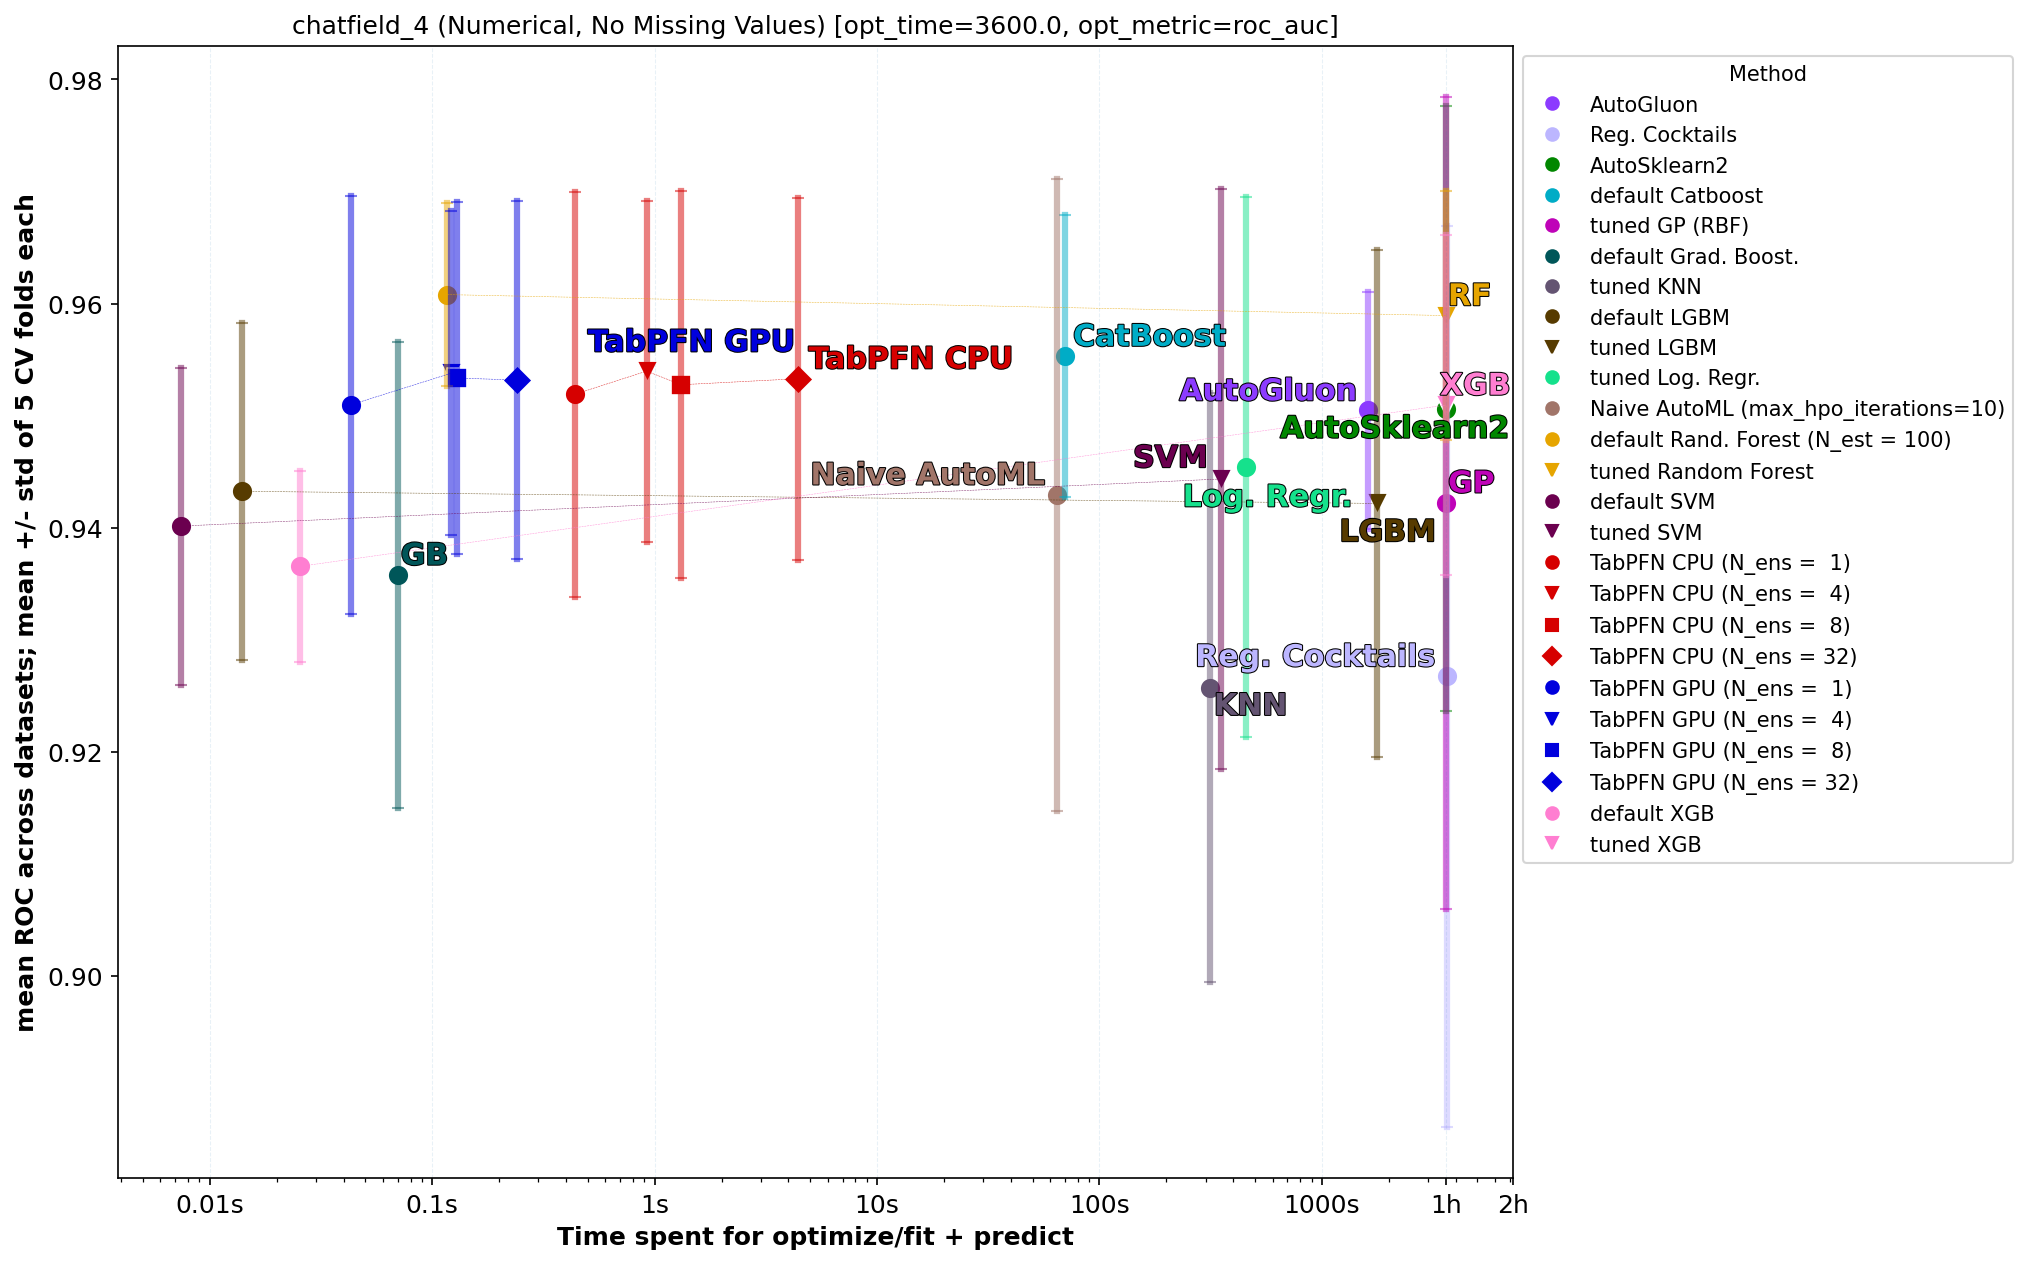 chatfield_4 (Numerical, No Missing Values) [opt_time=3600.0, opt_metric=roc_auc]
mean ROC across datasets; mean +/- std of 5 CV folds each
0.98
0.96
0.94
0.92
0.90
RF
TabPFN GPU
TabPFN CPU
CatBoost
AutoGluon
XGB
AutoSklearn2
SVM
Naive AutoML
Log. Regr.
GP
LGBM
GB
Reg. Cocktails
KNN
0.01s
0.1s
1s
10s
100s
1000s
1h
2h
Time spent for optimize/fit + predict
Method
AutoGluon
Reg. Cocktails
AutoSklearn2
default Catboost
tuned GP (RBF)
default Grad. Boost.
tuned KNN
default LGBM
tuned LGBM
tuned Log. Regr.
Naive AutoML (max_hpo_iterations=10)
default Rand. Forest (N_est = 100)
tuned Random Forest
default SVM
tuned SVM
TabPFN CPU (N_ens =  1)
TabPFN CPU (N_ens =  4)
TabPFN CPU (N_ens =  8)
TabPFN CPU (N_ens = 32)
TabPFN GPU (N_ens =  1)
TabPFN GPU (N_ens =  4)
TabPFN GPU (N_ens =  8)
TabPFN GPU (N_ens = 32)
default XGB
tuned XGB